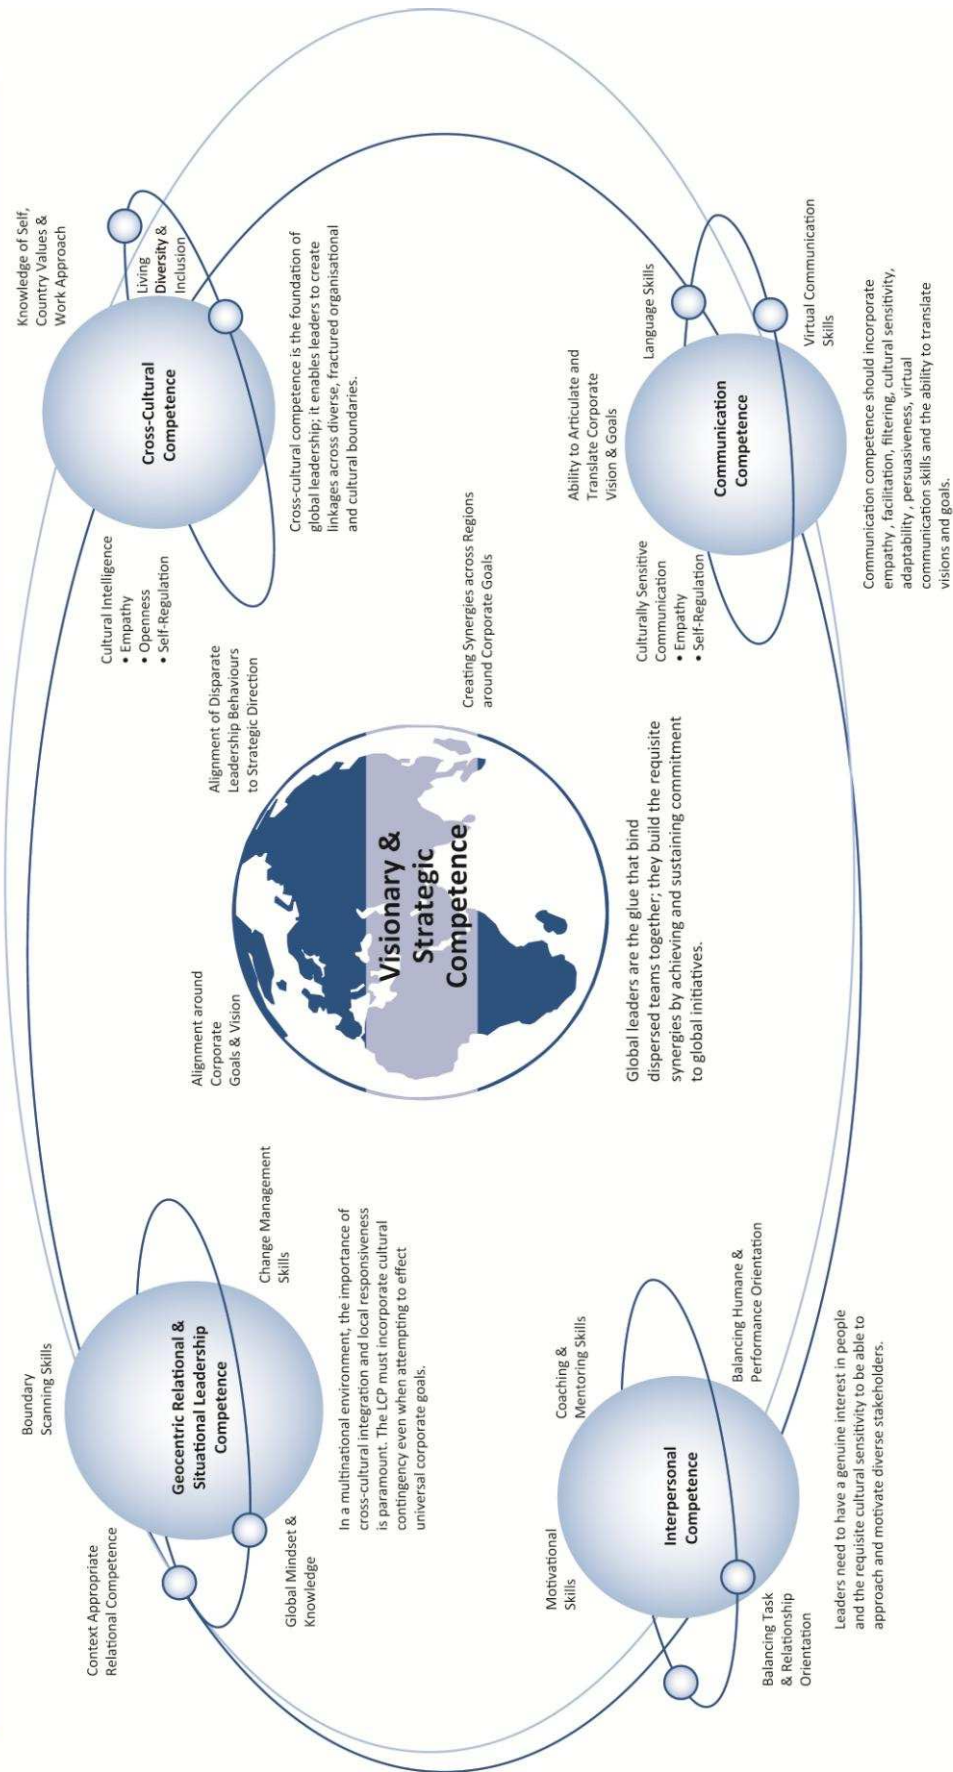 Boundary
Scanning Skills
Context Appropriate
Relational Competence
Geocentric Relational &
Situational Leadership
Competence
Change Management
Skills
Global Mindset &
Knowledge
In a multinational environment, the importance of
cross-cultural integration and local responsiveness
is paramount. The LCP must incorporate cultural
contingency even when attempting to effect
universal corporate goals.
Knowledge of Self,
Country Values &
Work Approach
Cultural Intelligence
• Empathy
• Openness
• Self-Regulation
Cross-Cultural
Competence
Living
Diversity &
Inclusion
Cross-cultural competence is the foundation of
global leadership; it enables leaders to create
linkages across diverse, fractured organisational
and cultural boundaries.
Alignment around
Corporate
Goals & Vision
Alignment of Disparate
Leadership Behaviours
to Strategic Direction
Visionary &
Strategic
Competence
Creating Synergies across Regions
around Corporate Goals
Global leaders are the glue that bind
dispersed teams together; they build the requisite
synergies by achieving and sustaining commitment
to global initiatives.
Motivational
Skills
Coaching &
Mentoring Skills
Interpersonal
Competence
Balancing Humane &
Performance Orientation
Balancing Task
& Relationship
Orientation
Leaders need to have a genuine interest in people
and the requisite cultural sensitivity to be able to
approach and motivate diverse stakeholders.
Ability to Articulate and
Translate Corporate
Vision & Goals
Language Skills
Culturally Sensitive
Communication
• Empathy
• Self-Regulation
Communication
Competence
Virtual Communication
Skills
Communication competence should incorporate
empathy , facilitation, filtering, cultural sensitivity,
adaptability , persuasiveness, virtual
communication skills and the ability to translate
visions and goals.